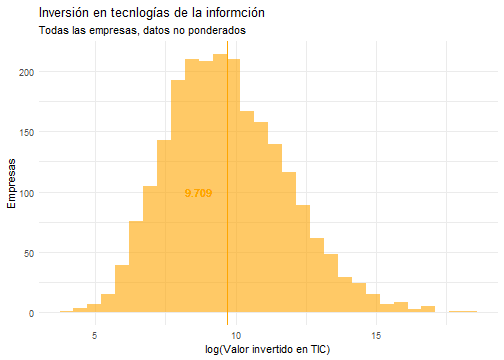 Inversión en tecnlogías de la informción
Todas las empresas, datos no ponderados
200
150
100
50
0
Empresas
9.709
5
10
15
log(Valor invertido en TIC)